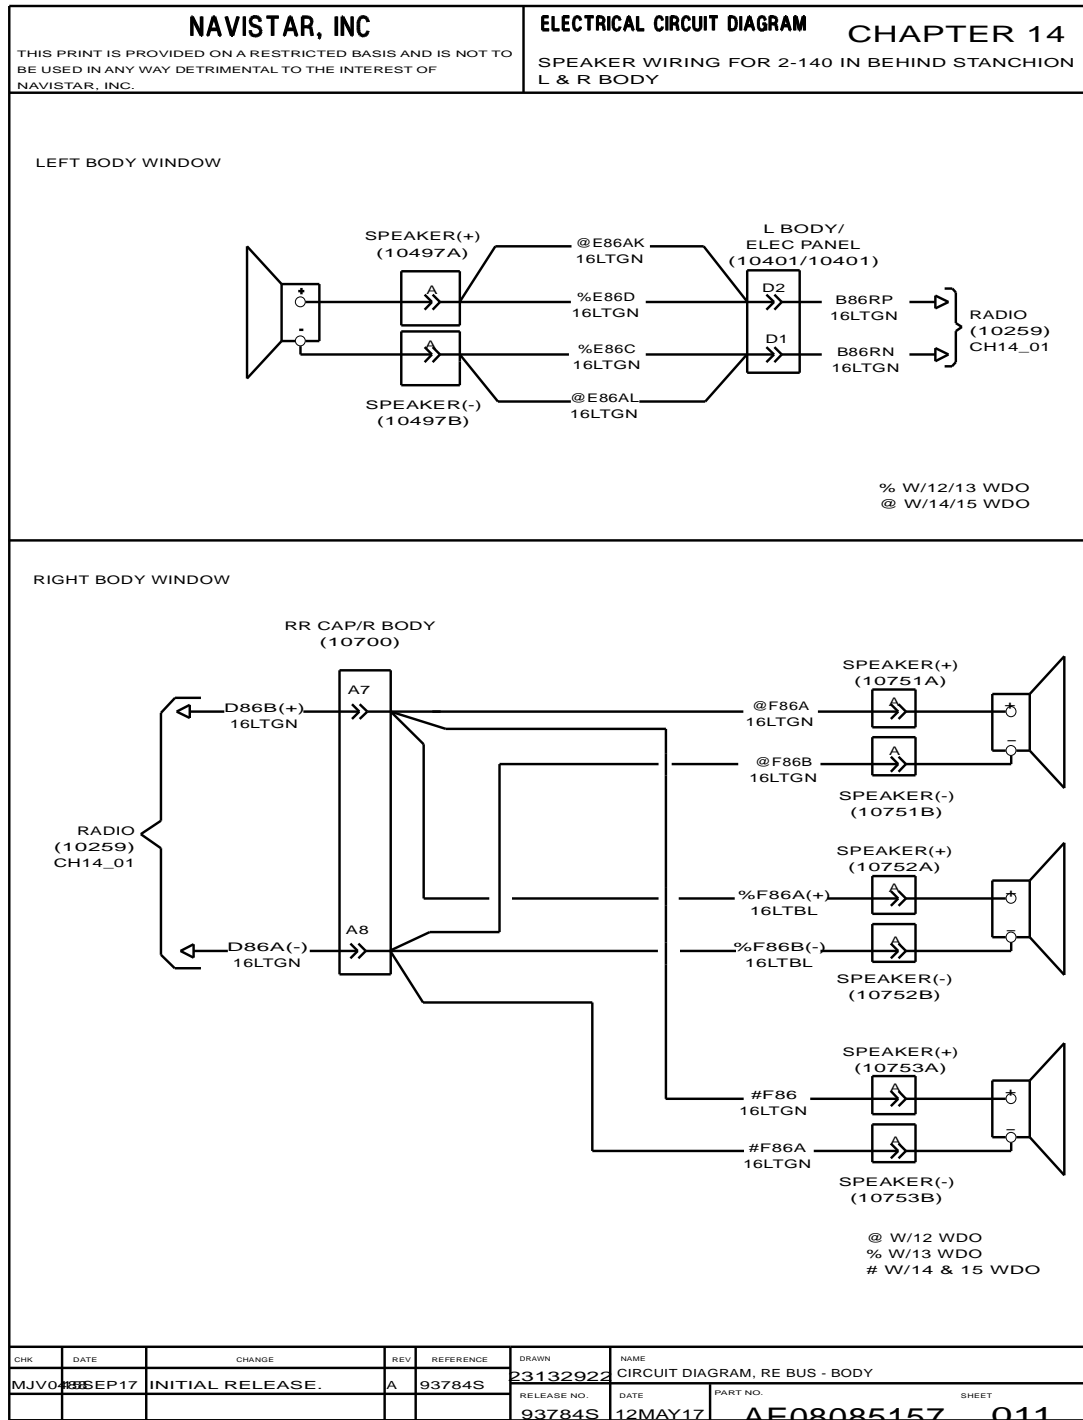 NAVISTAR, INC
THIS PRINT IS PROVIDED ON A RESTRICTED BASIS AND IS NOT TO
BE USED IN ANY WAY DETRIMENTAL TO THE INTEREST OF
NAVISTAR, INC.
ELECTRICAL CIRCUIT DIAGRAM
CHAPTER 14
SPEAKER WIRING FOR 2-140 IN BEHIND STANCHION
L & R BODY
LEFT BODY WINDOW
SPEAKER(+)
(10497A)
A
+
-
A
SPEAKER(-)
(10497B)
@E86AK
16LTGN
%E86D
16LTGN
%E86C
16LTGN
@E86AL
16LTGN
L BODY/
ELEC PANEL
(10401/10401)
D2
D1
B86RP
16LTGN
B86RN
16LTGN
RADIO
(10259)
CH14_01
% W/12/13 WDO
@ W/14/15 WDO
RIGHT BODY WINDOW
RR CAP/R BODY
(10700)
A7
D86B(+)
16LTGN
RADIO
(10259)
CH14_01
A8
D86A(-)
16LTGN
SPEAKER(+)
(10751A)
@F86A
16LTGN
A
+
@F86B
16LTGN
A
-
SPEAKER(-)
(10751B)
SPEAKER(+)
(10752A)
%F86A(+)
16LTBL
A
+
%F86B(-)
16LTBL
A
-
SPEAKER(-)
(10752B)
SPEAKER(+)
(10753A)
#F86
16LTGN
A
+
#F86A
16LTGN
A
-
SPEAKER(-)
(10753B)
@ W/12 WDO
% W/13 WDO
# W/14 & 15 WDO
CHK DATE CHANGE REV REFERENCE
INITIAL RELEASE. A 93784S
DRAWN
23132922
NAME
CIRCUIT DIAGRAM, RE BUS - BODY
RELEASE NO.
93784S
DATE
12MAY17
PART NO.
AE08085157
SHEET
011